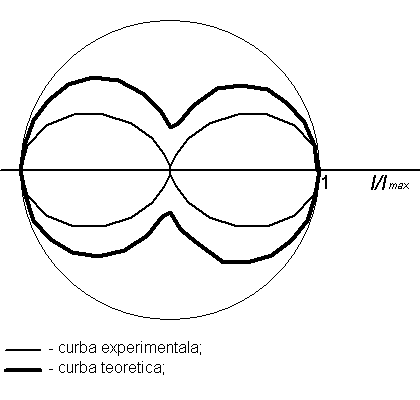 1
I/I max
- curba experimentala;
- curba teoretica;